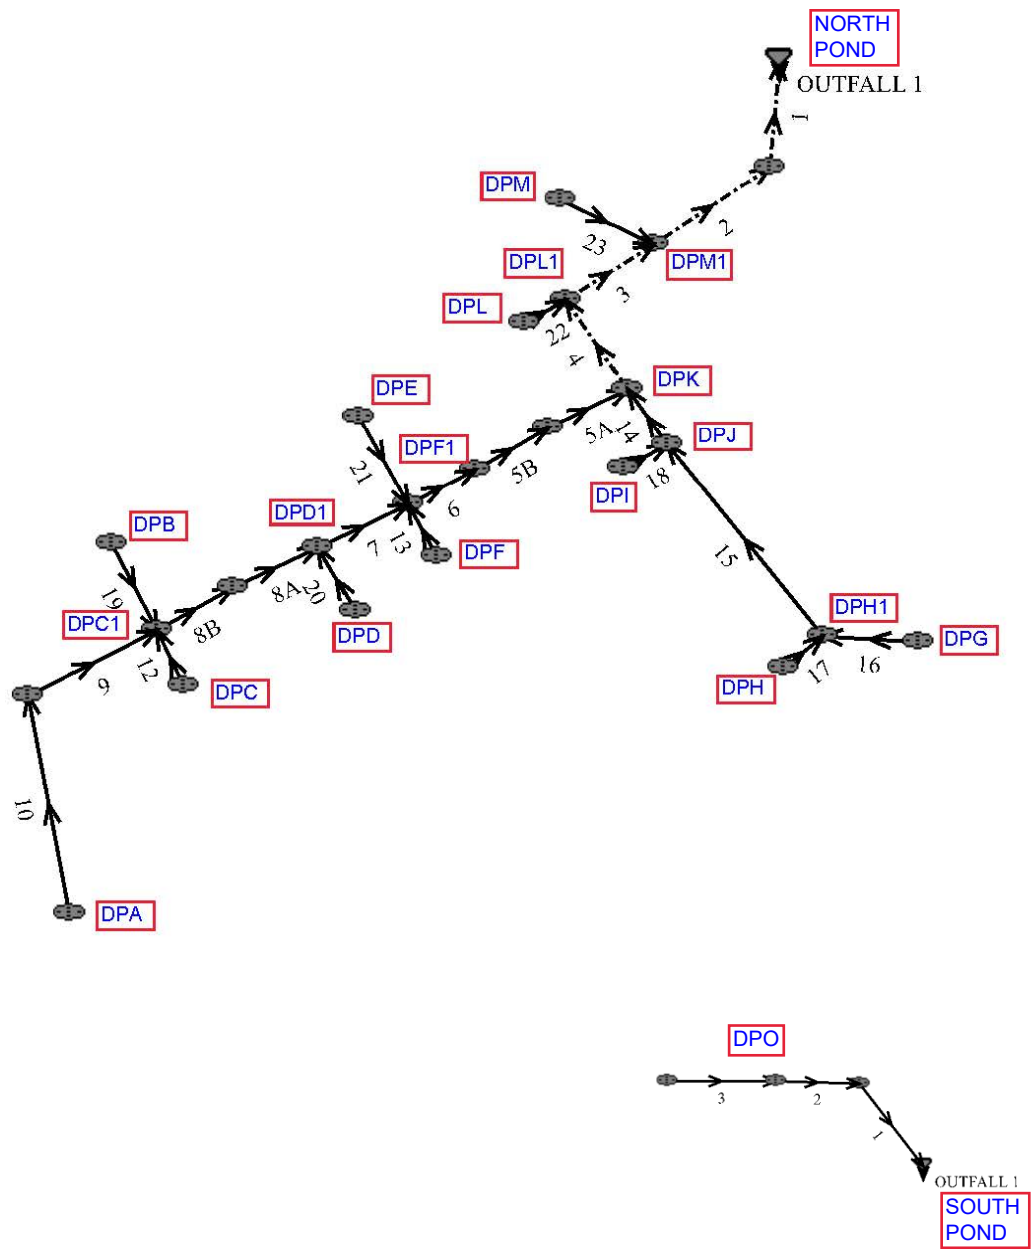 NORTH
POND
OUTFALL 1
1
DPM
23
2
DPL1
DPM1
DPL
3
22
4
DPE
DPK
DPF1
5A
14
DPJ
21
5B
18
DPI
DPB
DPD1
6
7
13
DPF
15
19
8A
20
DPC1
8B
DPD
DPH1
12
DPC
9
17
16
DPG
DPH
10
DPA
DPO
3
2
1
OUTFALL 1
SOUTH
POND